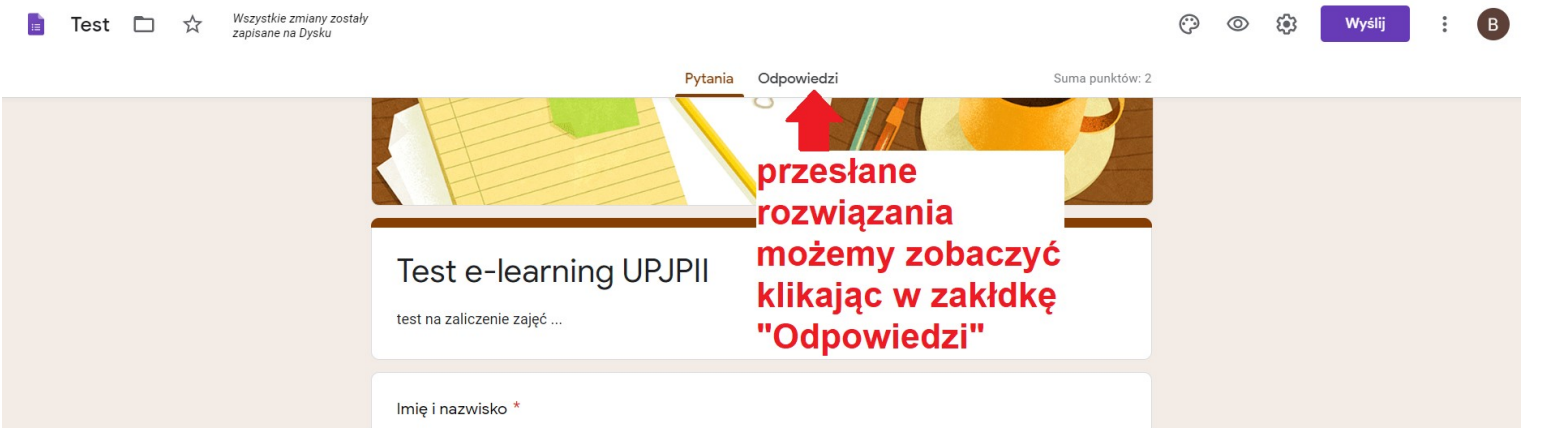 Test
Wszystkie zmiany zostały
zapisane na Dysku
Wyślij
B
Pytania
Odpowiedzi
Suma punktów: 2
przesłane
rozwiązania
możemy zobaczyć
klikając w zakłdkę
"Odpowiedzi"
Test e-learning UPJPII
test na zaliczenie zajęć ...
Imię i nazwisko *